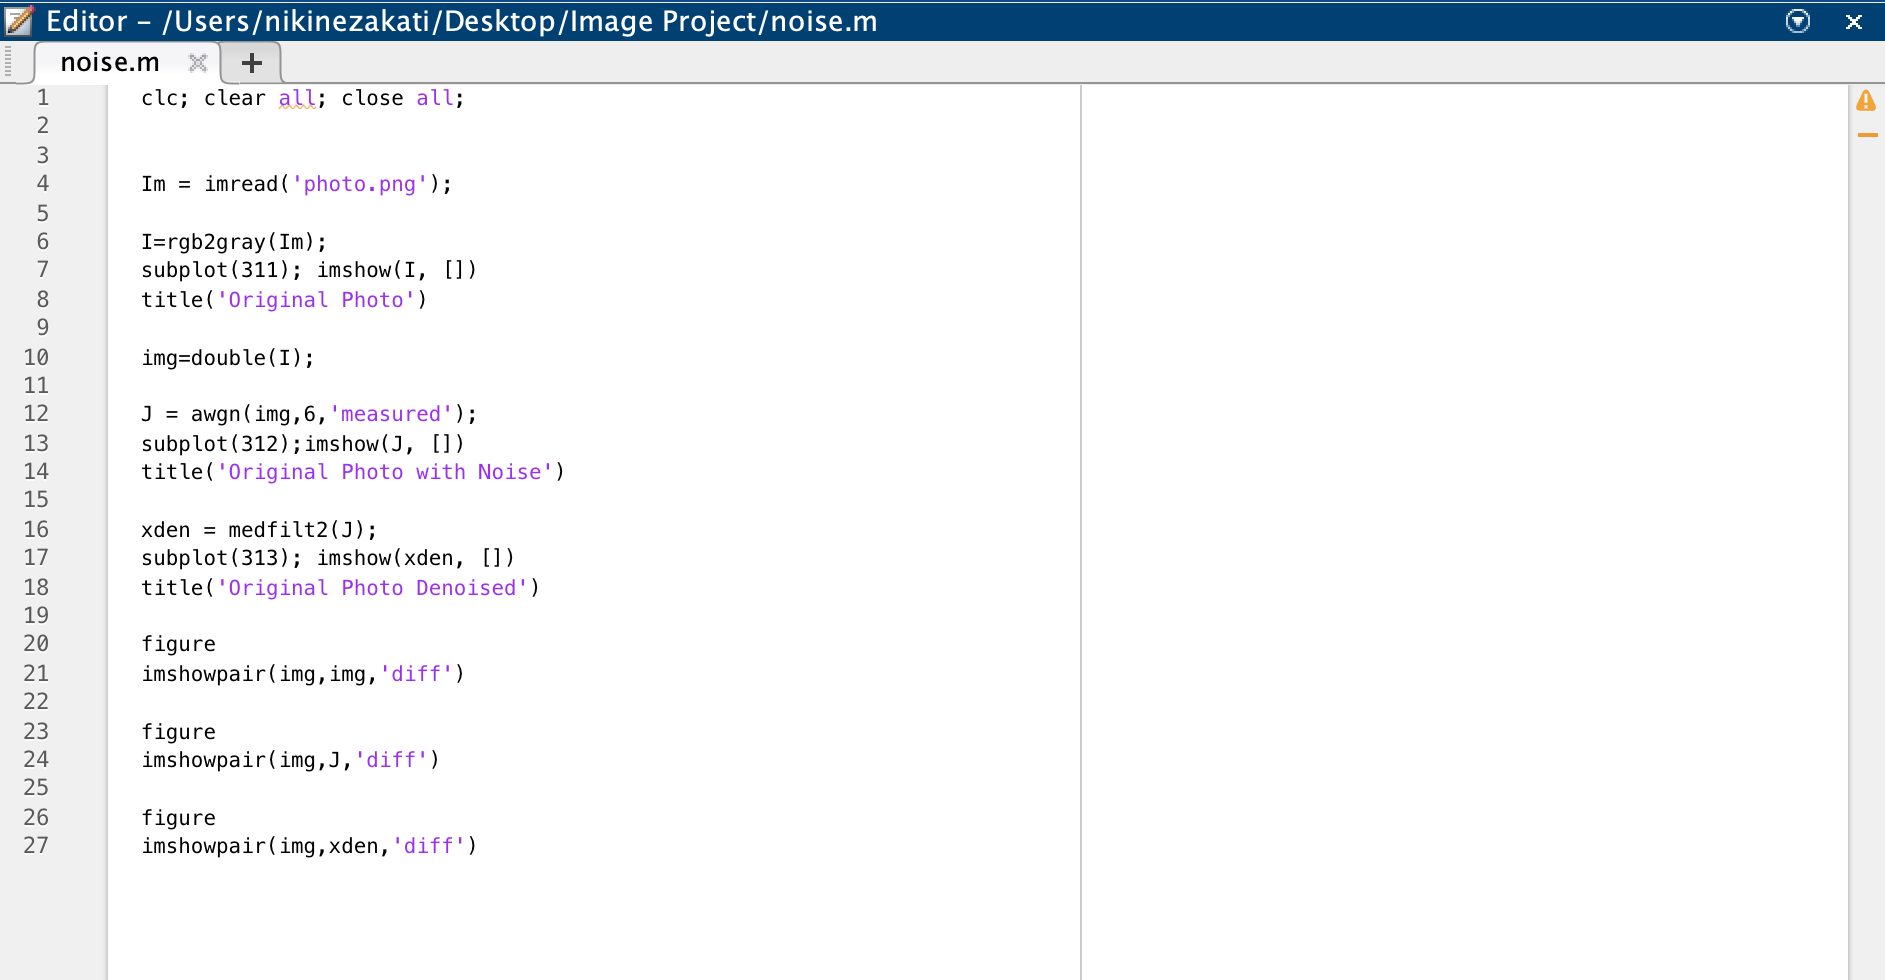 Editor – /Users/nikinezakati/Desktop/Image Project/noise.m
noise.m
1 clc; clear all; close all;
2
3
4 Im = imread('photo.png');
5
6 I=rgb2gray(Im);
7 subplot(311); imshow(I, [])
8 title('Original Photo')
9
10 img=double(I);
11
12 J = awgn(img,6,'measured');
13 subplot(312);imshow(J, [])
14 title('Original Photo with Noise')
15
16 xden = medfilt2(J);
17 subplot(313); imshow(xden, [])
18 title('Original Photo Denoised')
19
20 figure
21 imshowpair(img,img,'diff')
22
23 figure
24 imshowpair(img,J,'diff')
25
26 figure
27 imshowpair(img,xden,'diff')